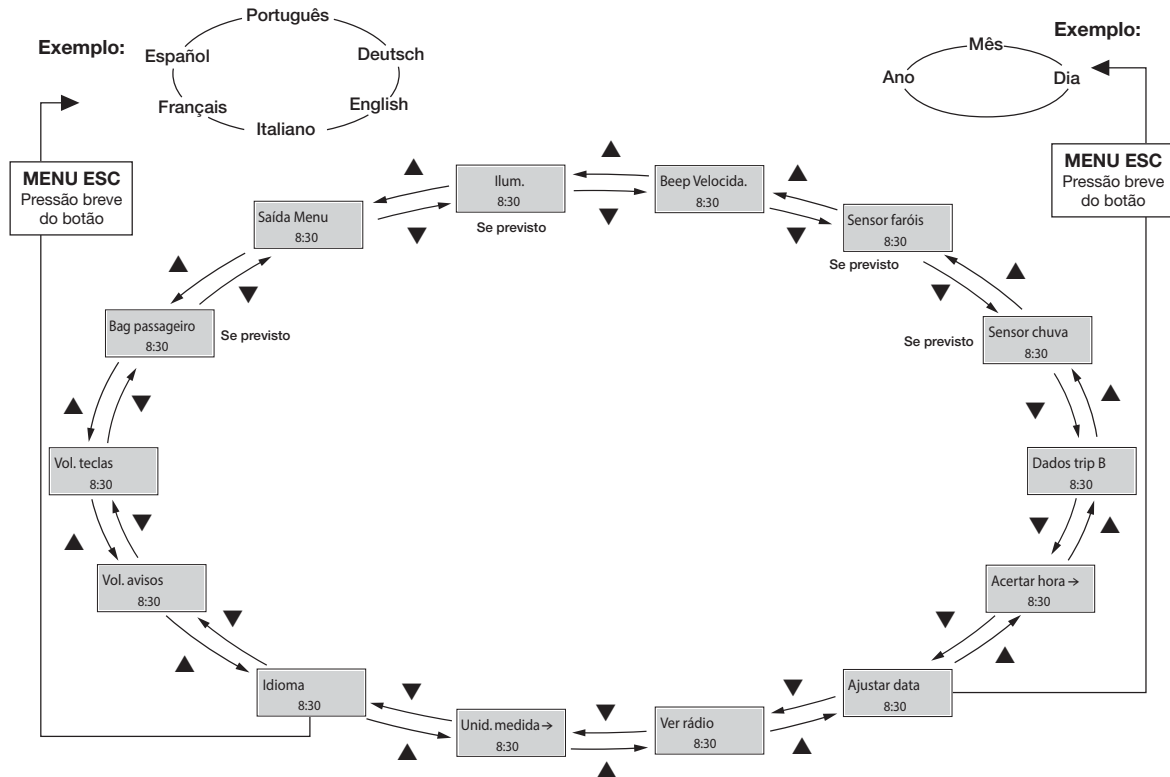 Exemplo:
Português
Español
Deutsch
Français
English
Italiano
Exemplo:
Mês
Ano
Dia
MENU ESC
Pressão breve
do botão
MENU ESC
Pressão breve
do botão
Ilum.
8:30
Se previsto
Beep Velocida.
8:30
Saída Menu
8:30
Sensor faróis
8:30
Se previsto
Bag passageiro
8:30
Se previsto
Sensor chuva
8:30
Se previsto
Vol. teclas
8:30
Dados trip B
8:30
Vol. avisos
8:30
Acertar hora →
8:30
Idioma
8:30
Unid. medida →
8:30
Ver rádio
8:30
Ajustar data
8:30